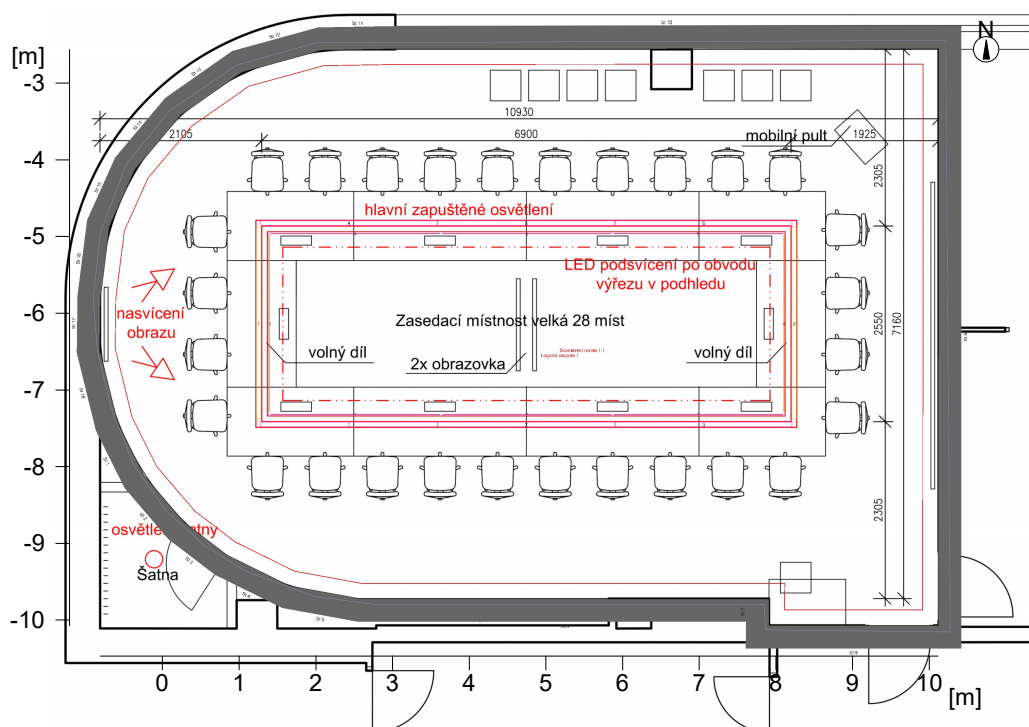 [m]
N
-3
10930
2105
6900
mobilní pult
1925
-4
2305
hlavní zapuštěné osvětlení
-5
LED podsvícení po obvodu
výřezu v podhledu
nasvícení
obrazu
-6
Zasedací místnost velká 28 míst
2550
7160
volný díl
2x obrazovka
volný díl
-7
-8
2305
-9
Šatna
-10
0
1
2
3
4
5
6
7
8
9
10
[m]